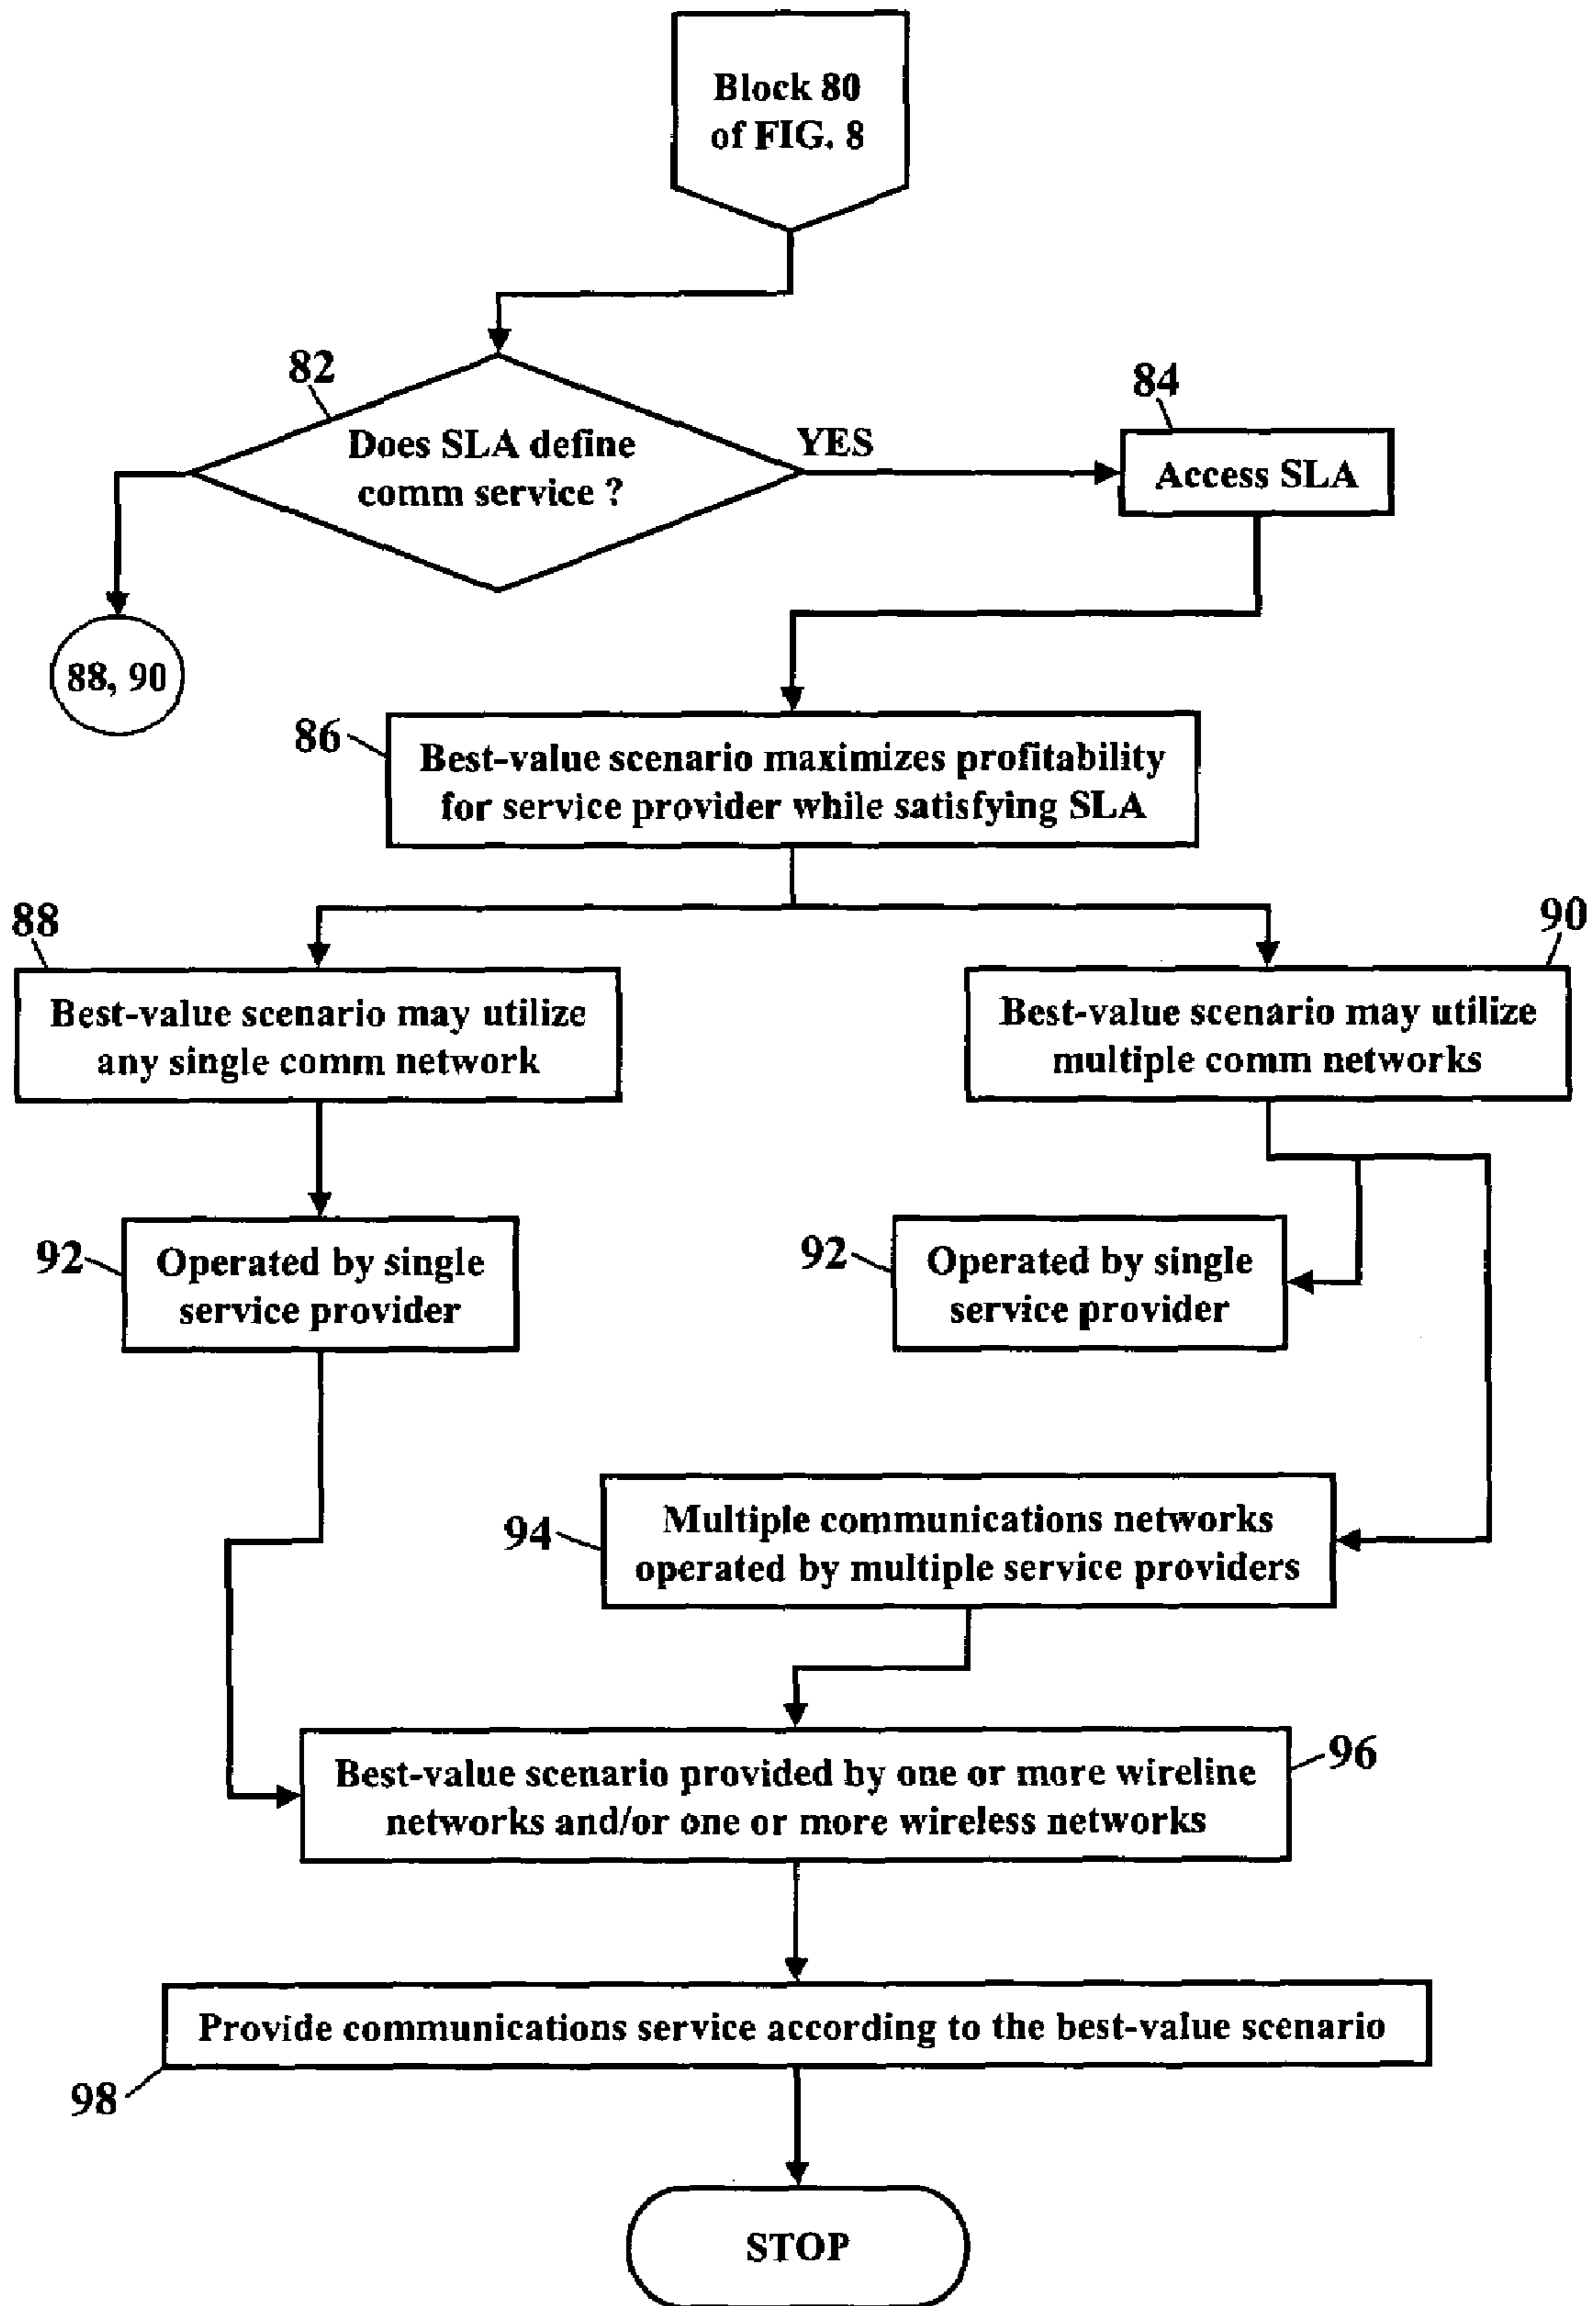 Block 80
of FIG. 8
82
Does SLA define
comm service ?
YES
84
Access SLA
88, 90
86
Best-value scenario maximizes profitability
for service provider while satisfying SLA
88
Best-value scenario may utilize
any single comm network
90
Best-value scenario may utilize
multiple comm networks
92
Operated by single
service provider
92
Operated by single
service provider
94
Multiple communications networks
operated by multiple service providers
96
Best-value scenario provided by one or more wireline
networks and/or one or more wireless networks
Provide communications service according to the best-value scenario
98
STOP